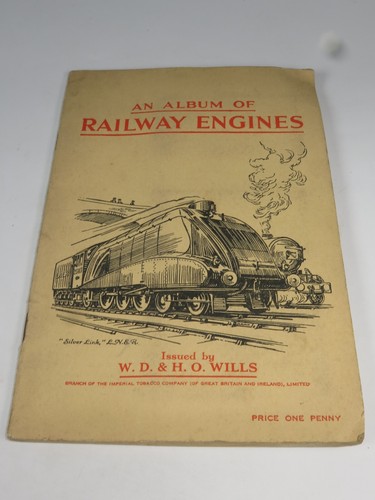 AN ALBUM OF
RAILWAY ENGINES
"Silver Link," L.N.E.R.
Issued by
W. D. & H. O. WILLS
BRANCH OF THE IMPERIAL TOBACCO COMPANY (OF GREAT BRITAIN AND IRELAND), LIMITED
PRICE ONE PENNY